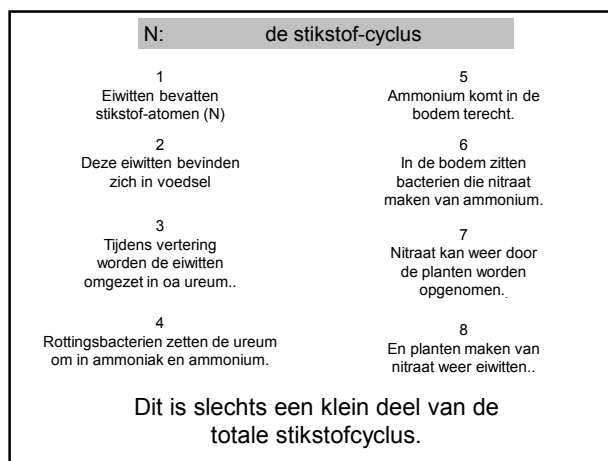 N: de stikstof-cyclus
1
Eiwitten bevatten
stikstof-atomen (N)
2
Deze eiwitten bevinden
zich in voedsel
3
Tijdens vertering
worden de eiwitten
omgezet in oa ureum..
4
Rottingsbacterien zetten de ureum
om in ammoniak en ammonium.
5
Ammonium komt in de
bodem terecht.
6
In de bodem zitten
bacterien die nitraat
maken van ammonium.
7
Nitraat kan weer door
de planten worden
opgenomen.
8
En planten maken van
nitraat weer eiwitten..
Dit is slechts een klein deel van de
totale stikstofcyclus.